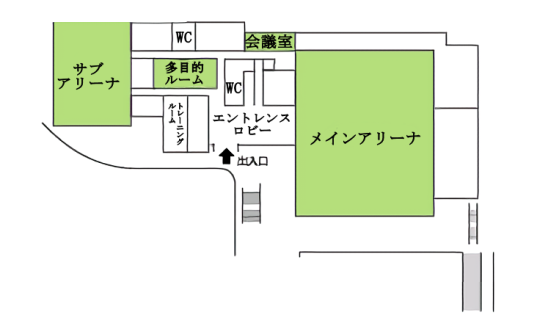 WC
会議室
サブ
アリーナ
多目的
ルーム
WC
トレーニング
ルーム
エントレンス
ロビー
メインアリーナ
出入口